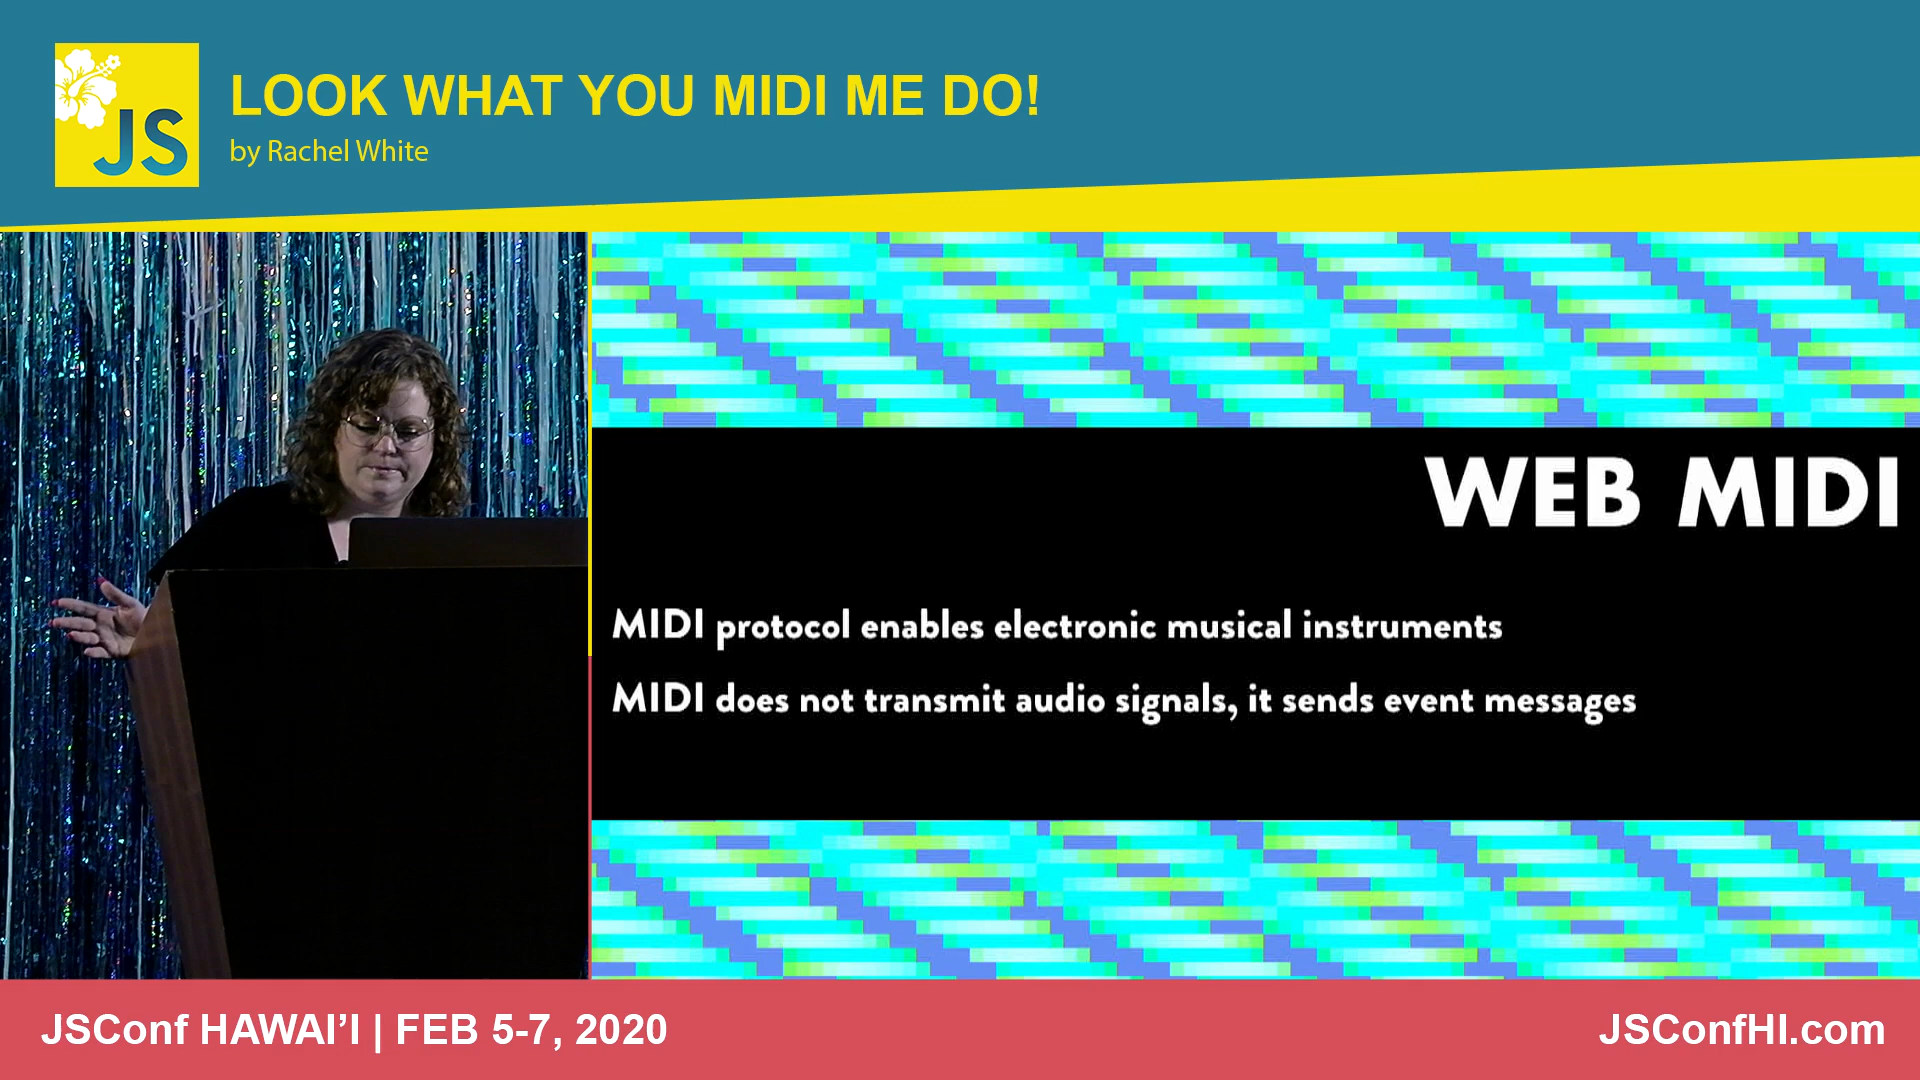 JS
LOOK WHAT YOU MIDI ME DO!
by Rachel White
WEB MIDI
MIDI protocol enables electronic musical instruments
MIDI does not transmit audio signals, it sends event messages
JSConf HAWAI’I | FEB 5-7, 2020
JSConfHI.com